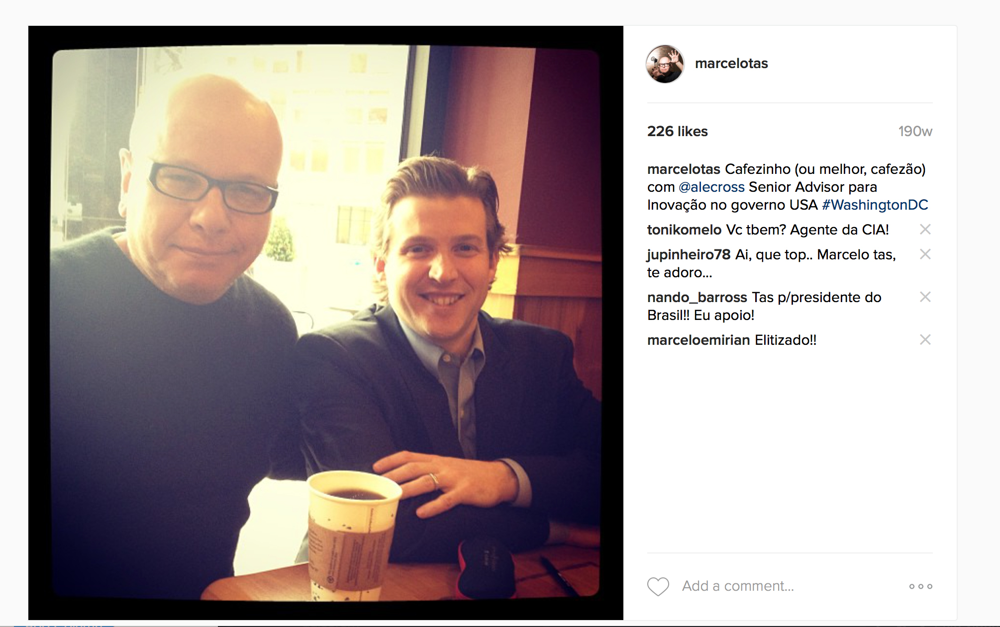 marcelotas
226 likes 190w
marcelotas Cafezinho (ou melhor, cafezão)
com @alecross Senior Advisor para
Inovação no governo USA #WashingtonDC
tonikomelo Vc tbem? Agente da CIA!
jupinheiro78 Ai, que top.. Marcelo tas,
te adoro...
nando_barross Tas p/presidente do
Brasil!! Eu apoio!
marceloemirian Elitizado!!
Add a comment...